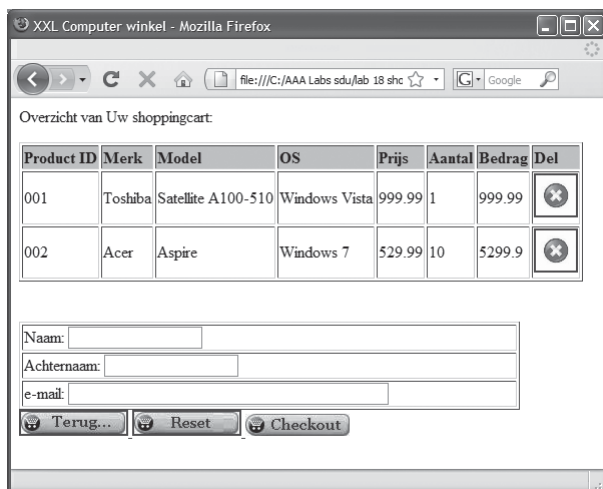 XXL Computer winkel - Mozilla Firefox
file:///C:/AAA Labs sdu/lab 18 shc
G Google
Overzicht van Uw shoppingcart:
Product ID Merk Model OS Prijs Aantal Bedrag Del
001 Toshiba Satellite A100-510 Windows Vista 999.99 1 999.99
002 Acer Aspire Windows 7 529.99 10 5299.9
Naam:
Achternaam:
e-mail:
Terug... Reset Checkout